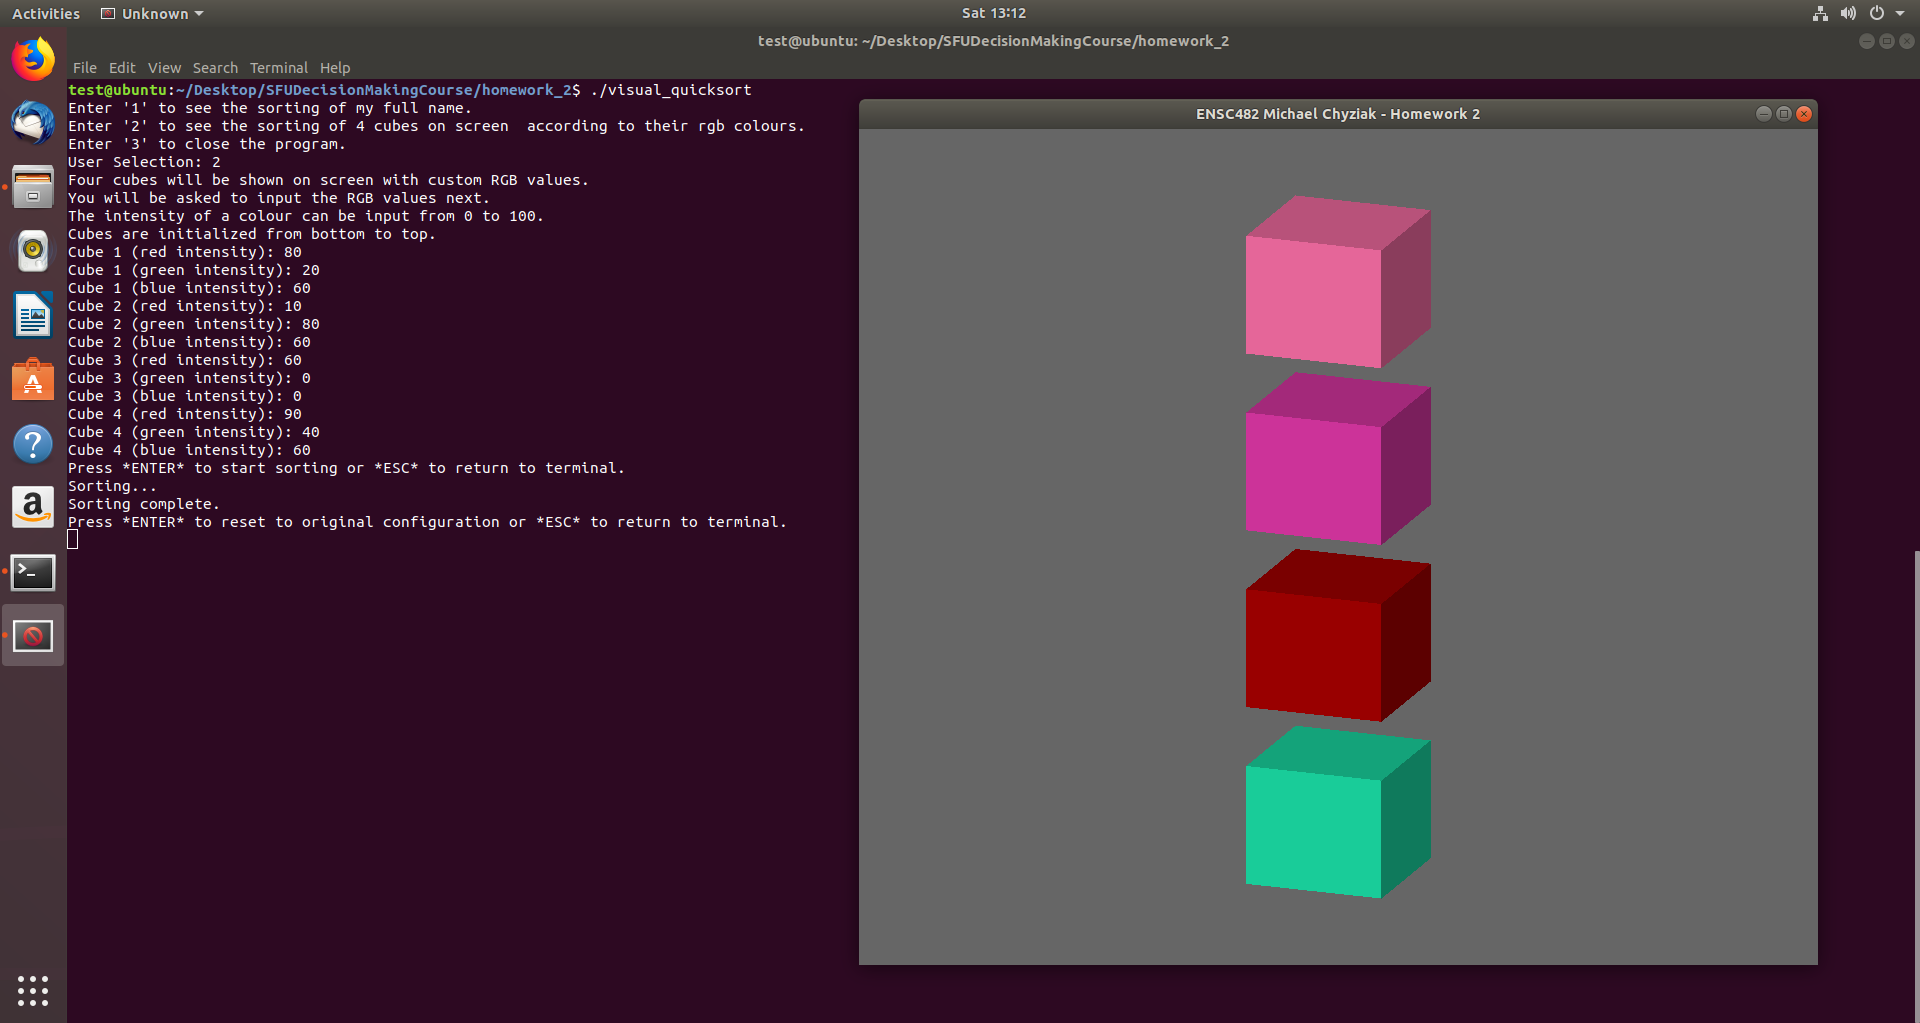 Activities Unknown Sat 13:12
test@ubuntu: ~/Desktop/SFUDecisionMakingCourse/homework_2
File Edit View Search Terminal Help
test@ubuntu:~/Desktop/SFUDecisionMakingCourse/homework_2$ ./visual_quicksort
Enter '1' to see the sorting of my full name.
Enter '2' to see the sorting of 4 cubes on screen  according to their rgb colours.
Enter '3' to close the program.
User Selection: 2
Four cubes will be shown on screen with custom RGB values.
You will be asked to input the RGB values next.
The intensity of a colour can be input from 0 to 100.
Cubes are initialized from bottom to top.
Cube 1 (red intensity): 80
Cube 1 (green intensity): 20
Cube 1 (blue intensity): 60
Cube 2 (red intensity): 10
Cube 2 (green intensity): 80
Cube 2 (blue intensity): 60
Cube 3 (red intensity): 60
Cube 3 (green intensity): 0
Cube 3 (blue intensity): 0
Cube 4 (red intensity): 90
Cube 4 (green intensity): 40
Cube 4 (blue intensity): 60
Press *ENTER* to start sorting or *ESC* to return to terminal.
Sorting...
Sorting complete.
Press *ENTER* to reset to original configuration or *ESC* to return to terminal.
ENSC482 Michael Chyziak - Homework 2